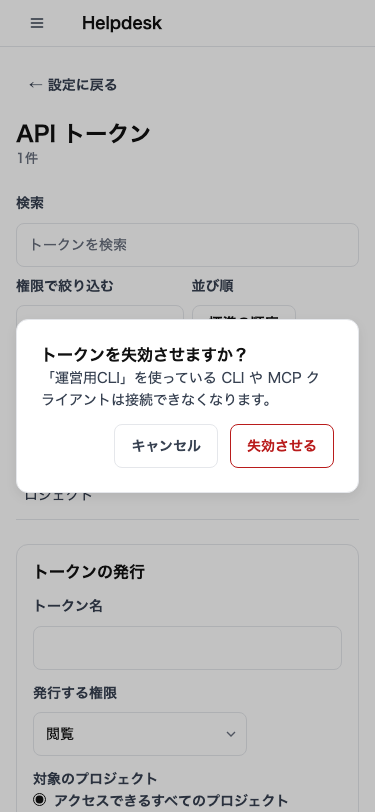 Helpdesk
← 設定に戻る
API トークン
1件
検索
トークンを検索
権限で絞り込む
並び順
トークンを失効させますか？
「運営用CLI」を使っている CLI や MCP ク
ライアントは接続できなくなります。
キャンセル
失効させる
ロジェクト
トークンの発行
トークン名
発行する権限
閲覧
対象のプロジェクト
アクセスできるすべてのプロジェクト